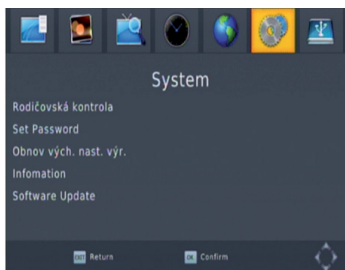 System
Rodičovská kontrola
Set Password
Obnov vých. nast. výr.
Infomation
Software Update
EXIT Return OK Confirm